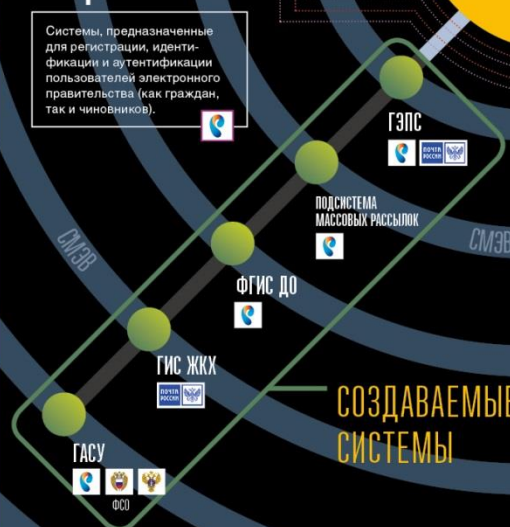 Системы, предназначенные
для регистрации, иденти-
фикации и аутентификации
пользователей электронного
правительства (как граждан,
так и чиновников).
ГЭПС
ПОЧТА
РОССИИ
ПОДСИСТЕМА
МАССОВЫХ РАССЫЛОК
СМЭВ
СМЭВ
ФГИС ДО
ГИС ЖКХ
ПОЧТА
РОССИИ
СОЗДАВАЕМЫЕ
СИСТЕМЫ
ГАСУ
ФСО